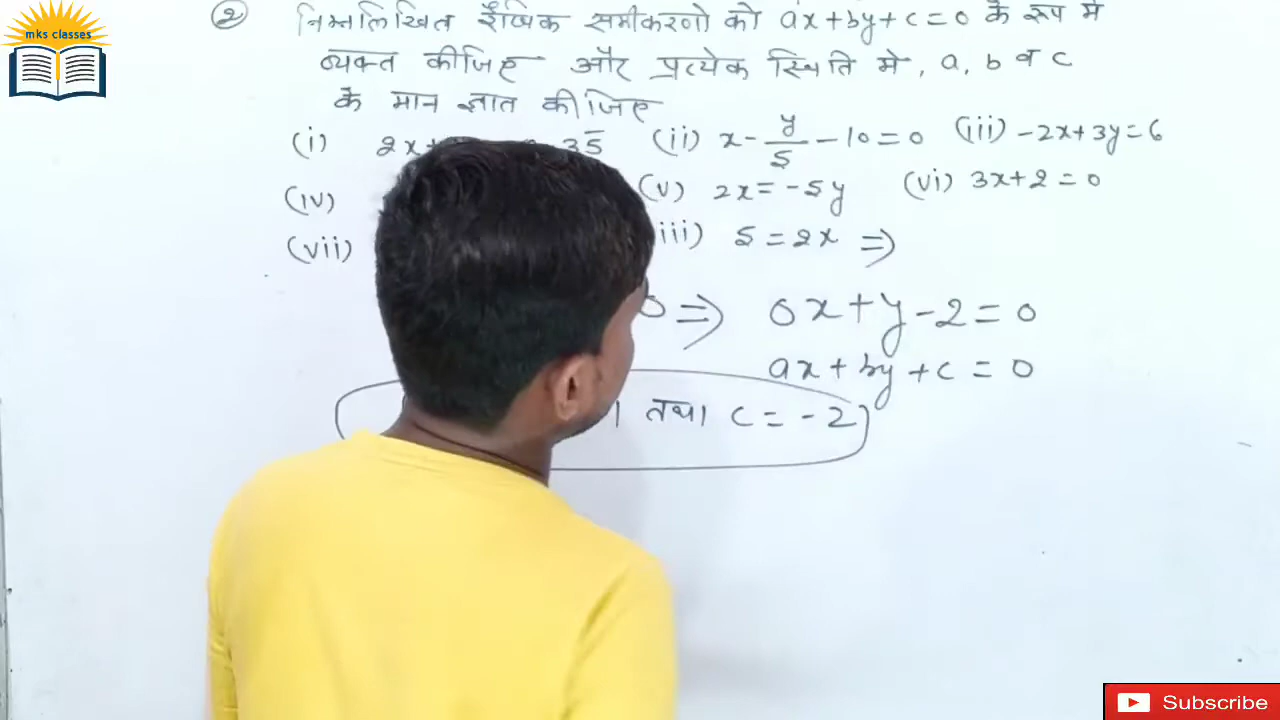 mks classes
② निम्नलिखित रैखिक समीकरणो को ax+by+c=0 के रूप मे
व्यक्त कीजिए और प्रत्येक स्थिति मे, a, b व c
के मान ज्ञात कीजिए
(i) 2x+ (ii) x - y/5 - 10 = 0 (iii) -2x+3y=6
(iv) (v) 2x = -5y (vi) 3x+2=0
(vii) iii) 5 = 2x ⇒
0 ⇒ 0x+y-2=0
ax+by+c=0
तथा c = -2
Subscribe